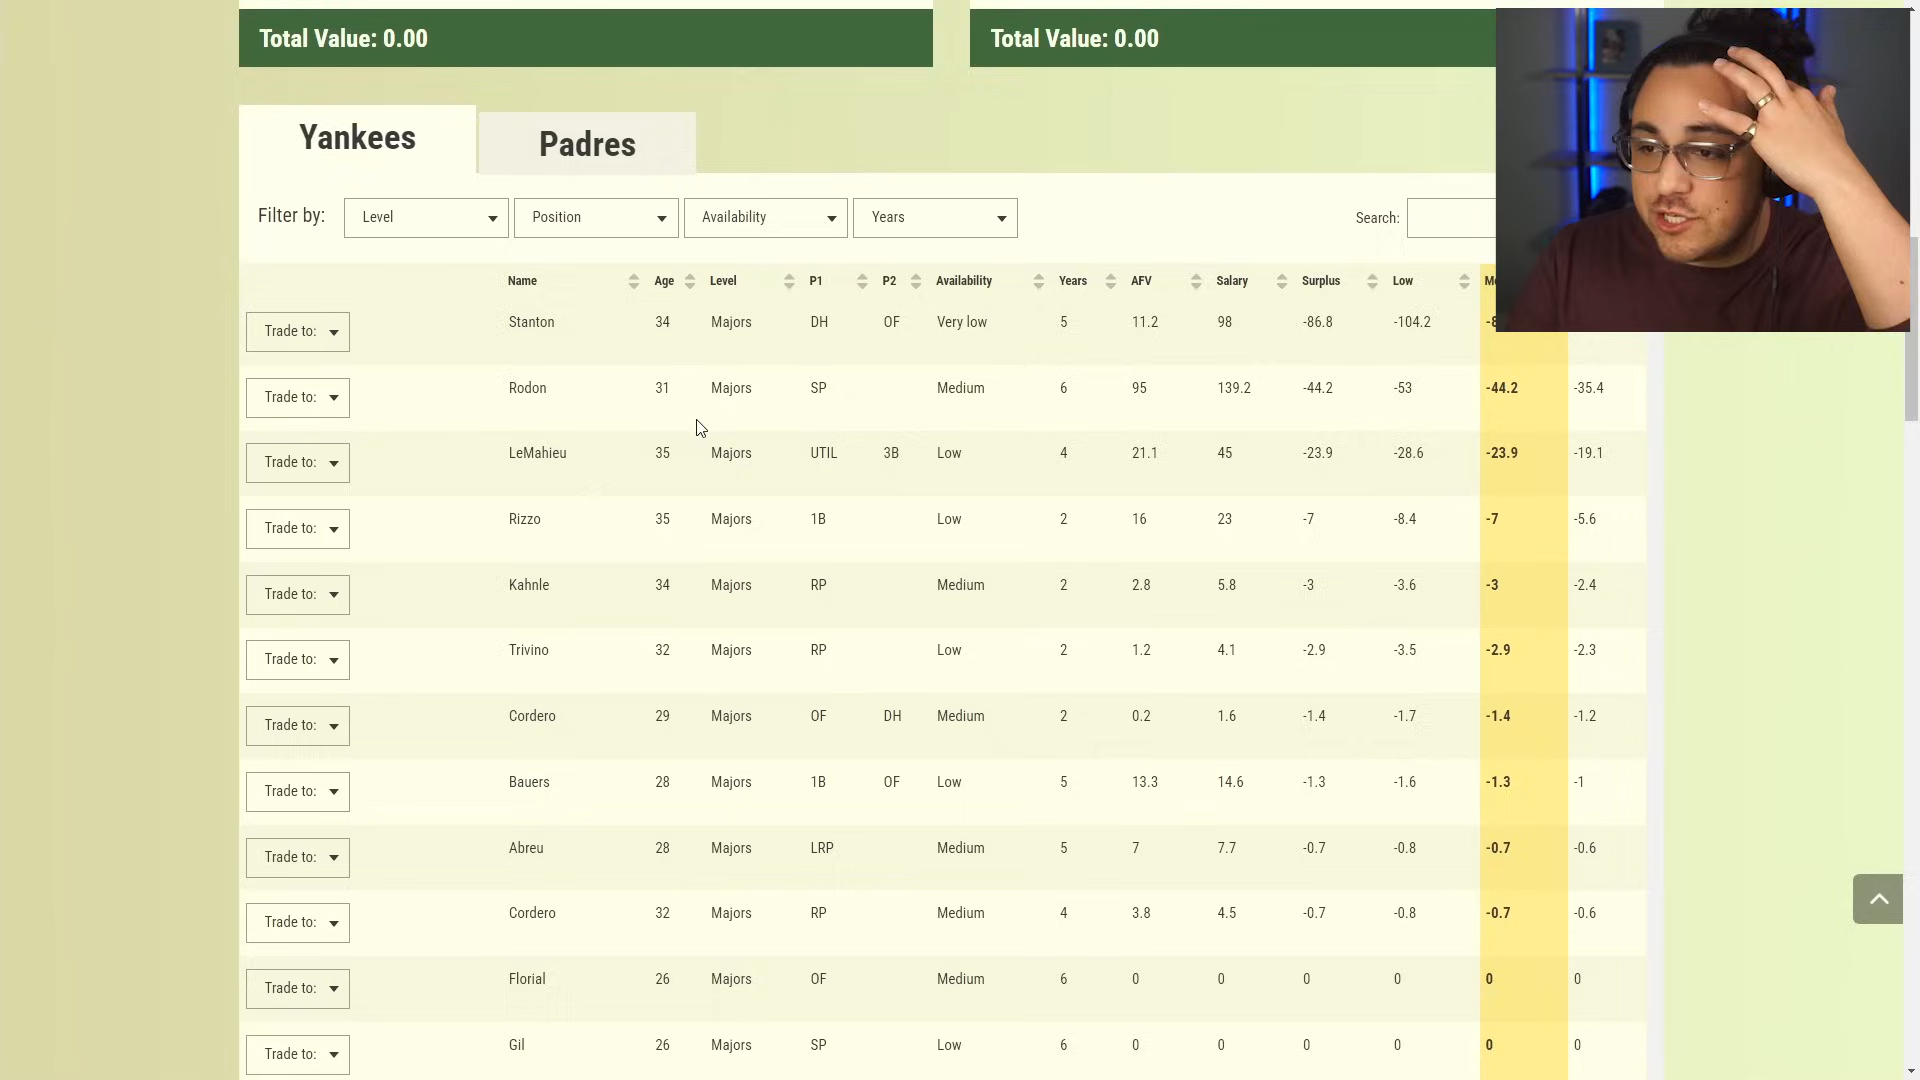 Total Value: 0.00 Total Value: 0.00
Yankees Padres
Filter by: Level Position Availability Years Search:
Name Age Level P1 P2 Availability Years AFV Salary Surplus Low
Trade to: Stanton 34 Majors DH OF Very low 5 11.2 98 -86.8 -104.2
Trade to: Rodon 31 Majors SP Medium 6 95 139.2 -44.2 -53 -44.2 -35.4
Trade to: LeMahieu 35 Majors UTIL 3B Low 4 21.1 45 -23.9 -28.6 -23.9 -19.1
Trade to: Rizzo 35 Majors 1B Low 2 16 23 -7 -8.4 -7 -5.6
Trade to: Kahnle 34 Majors RP Medium 2 2.8 5.8 -3 -3.6 -3 -2.4
Trade to: Trivino 32 Majors RP Low 2 1.2 4.1 -2.9 -3.5 -2.9 -2.3
Trade to: Cordero 29 Majors OF DH Medium 2 0.2 1.6 -1.4 -1.7 -1.4 -1.2
Trade to: Bauers 28 Majors 1B OF Low 5 13.3 14.6 -1.3 -1.6 -1.3 -1
Trade to: Abreu 28 Majors LRP Medium 5 7 7.7 -0.7 -0.8 -0.7 -0.6
Trade to: Cordero 32 Majors RP Medium 4 3.8 4.5 -0.7 -0.8 -0.7 -0.6
Trade to: Florial 26 Majors OF Medium 6 0 0 0 0 0 0
Trade to: Gil 26 Majors SP Low 6 0 0 0 0 0 0